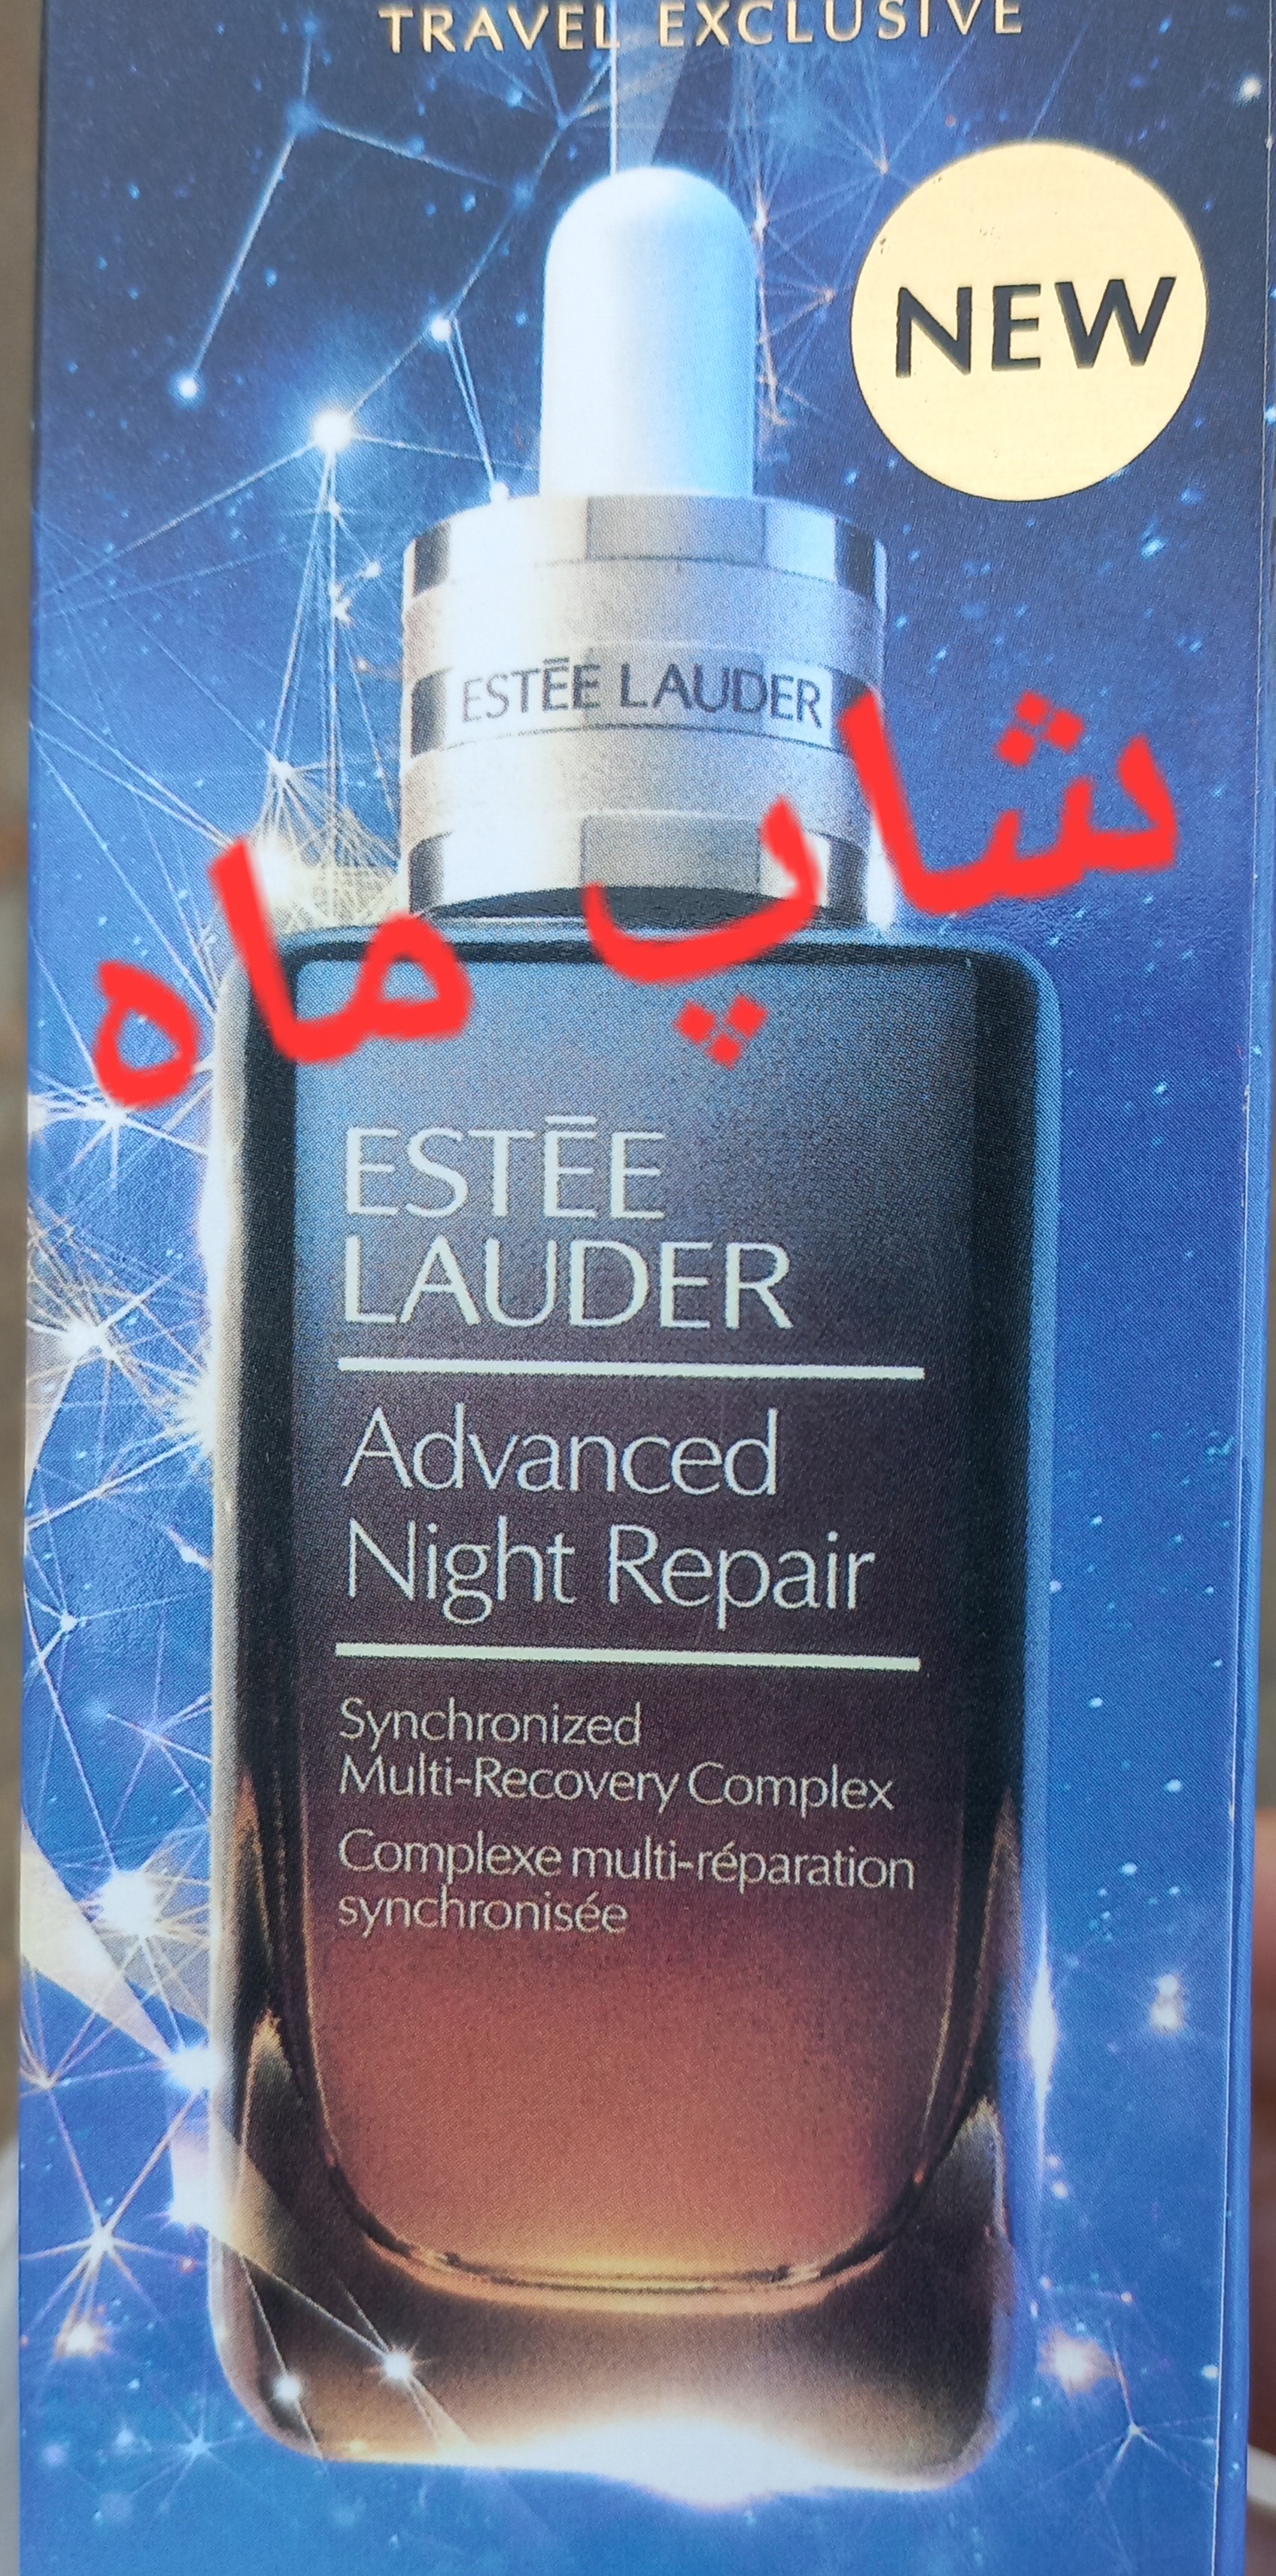 TRAVEL EXCLUSIVE
NEW
ESTĒE LAUDER
شاپ ماه
ESTĒE
LAUDER
Advanced
Night Repair
Synchronized
Multi-Recovery Complex
Complexe multi-réparation
synchronisée